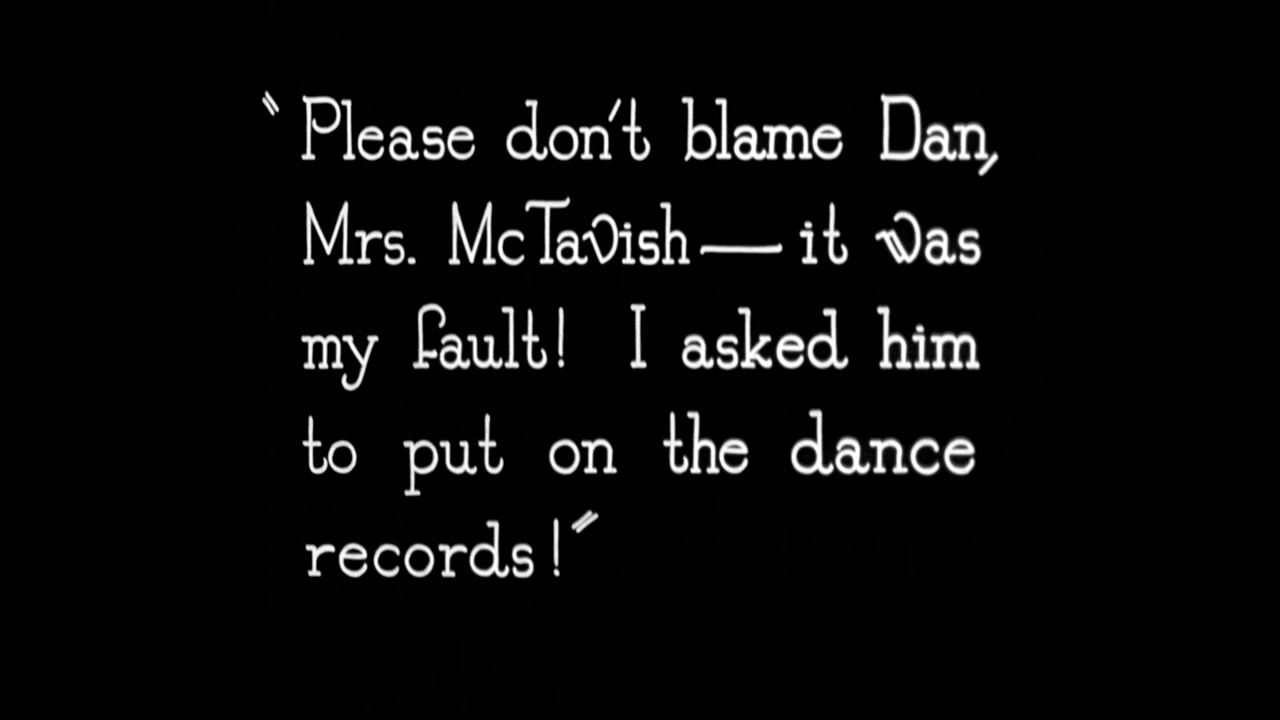 "Please don't blame Dan,
Mrs. McTavish—it was
my fault! I asked him
to put on the dance
records!"